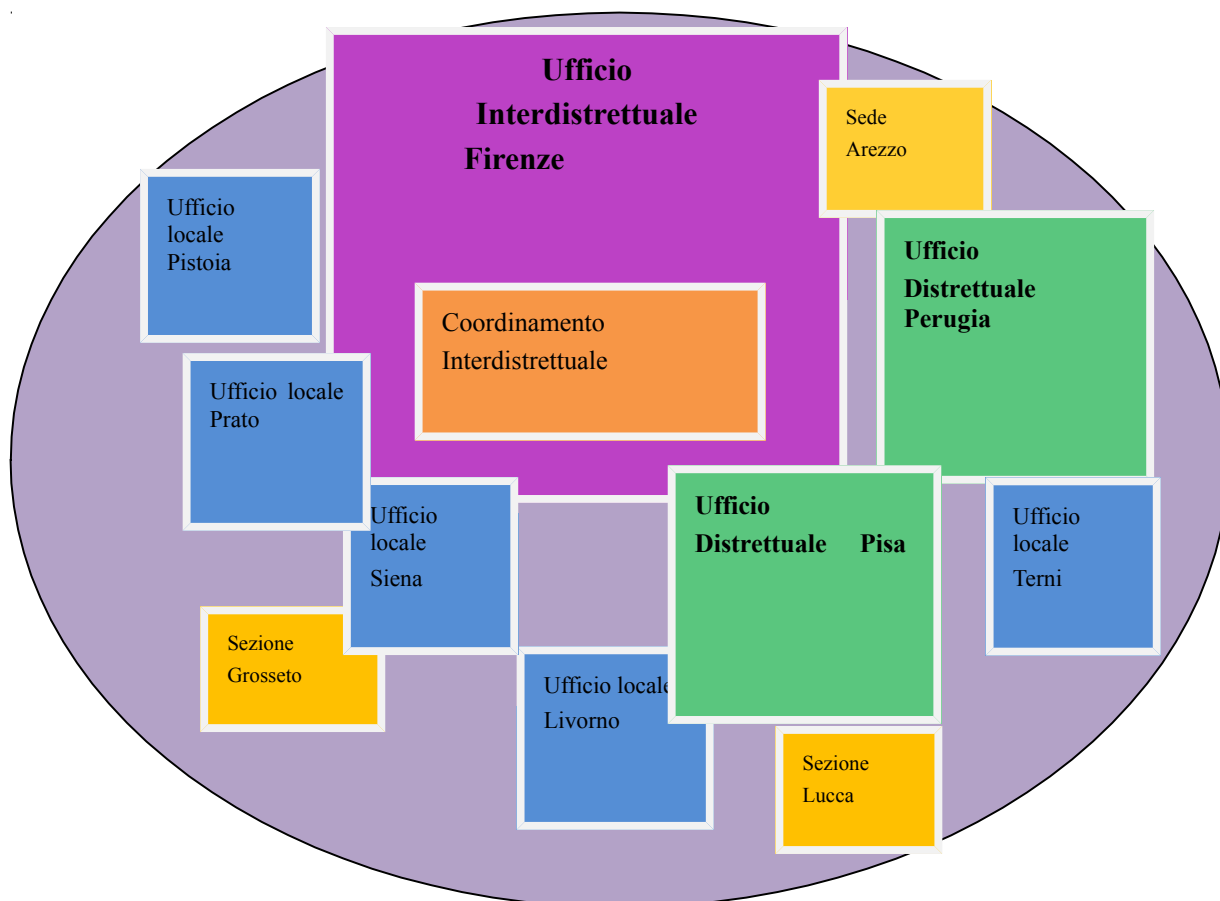 Ufficio
Interdistrettuale
Firenze
Sede
Arezzo
Ufficio
locale
Pistoia
Ufficio
Distrettuale
Perugia
Coordinamento
Interdistrettuale
Ufficio locale
Prato
Ufficio
locale
Siena
Ufficio
Distrettuale Pisa
Ufficio
locale
Terni
Sezione
Grosseto
Ufficio locale
Livorno
Sezione
Lucca